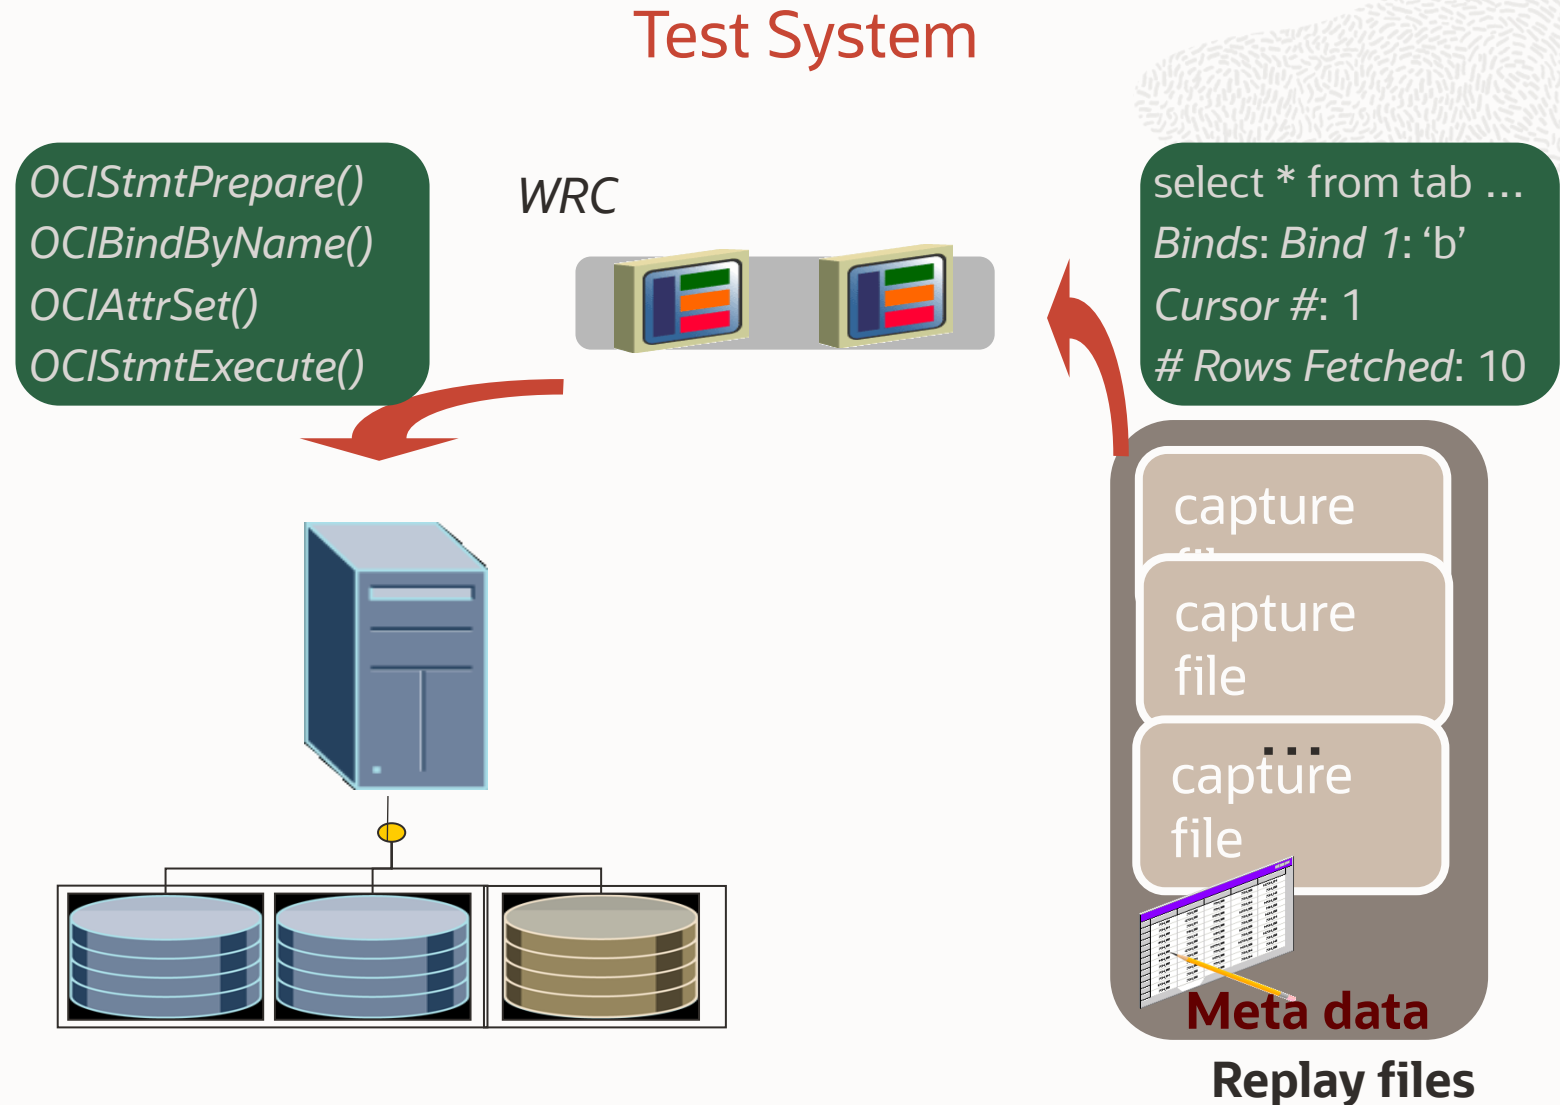 Test System
OCIStmtPrepare()
OCIBindByName()
OCIAttrSet()
OCIStmtExecute()
WRC
select * from tab …
Binds: Bind 1: ‘b’
Cursor #: 1
# Rows Fetched: 10
capture
capture
file
…
capture
file
Meta data
Replay files